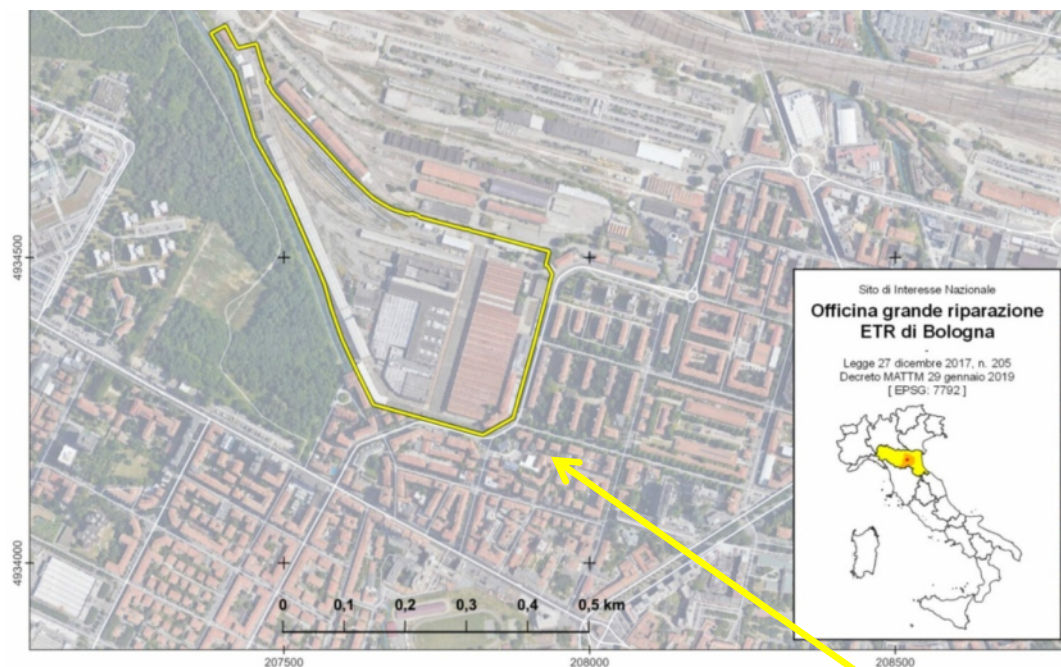 4934500
4934000
Sito di Interesse Nazionale
Officina grande riparazione
ETR di Bologna
-
Legge 27 dicembre 2017, n. 205
Decreto MATTM 29 gennaio 2019
[ EPSG: 7792 ]
0 0,1 0,2 0,3 0,4 0,5 km
207500 208000 208500